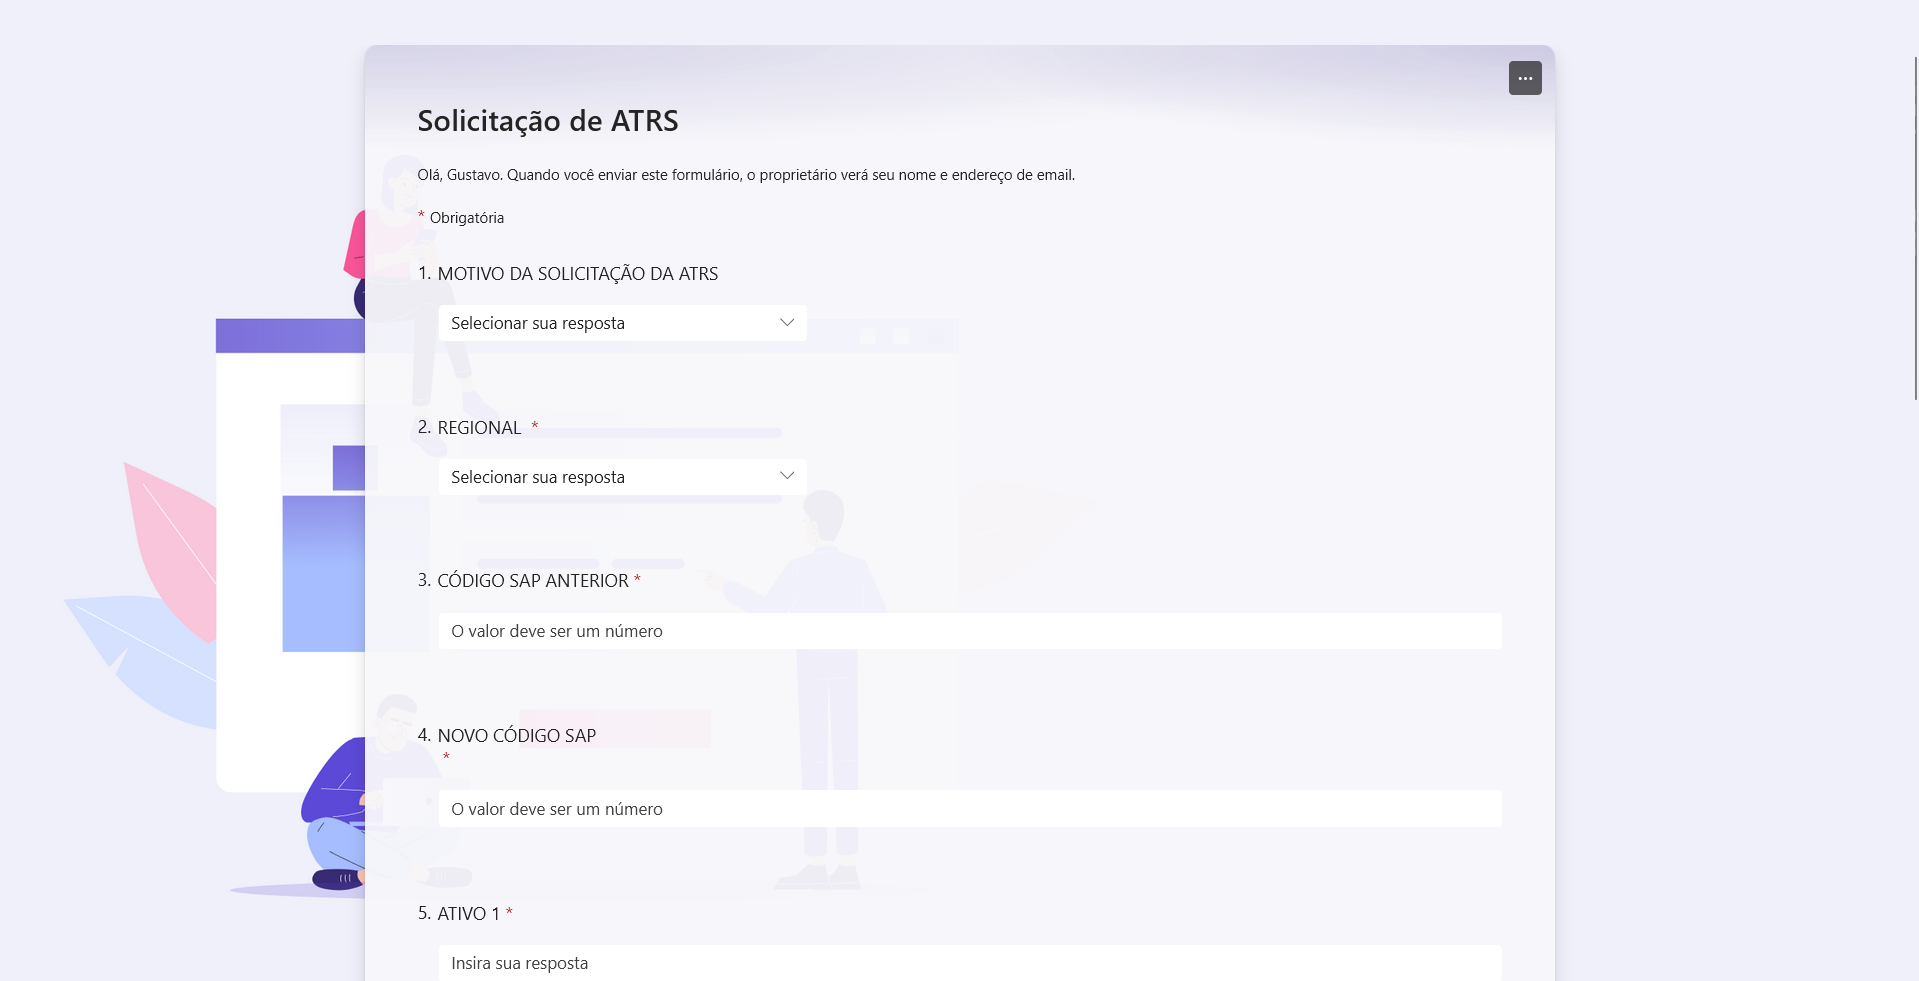 Solicitação de ATRS
Olá, Gustavo. Quando você enviar este formulário, o proprietário verá seu nome e endereço de email.
* Obrigatória
1. MOTIVO DA SOLICITAÇÃO DA ATRS
Selecionar sua resposta
2. REGIONAL *
Selecionar sua resposta
3. CÓDIGO SAP ANTERIOR *
O valor deve ser um número
4. NOVO CÓDIGO SAP
*
O valor deve ser um número
5. ATIVO 1 *
Insira sua resposta